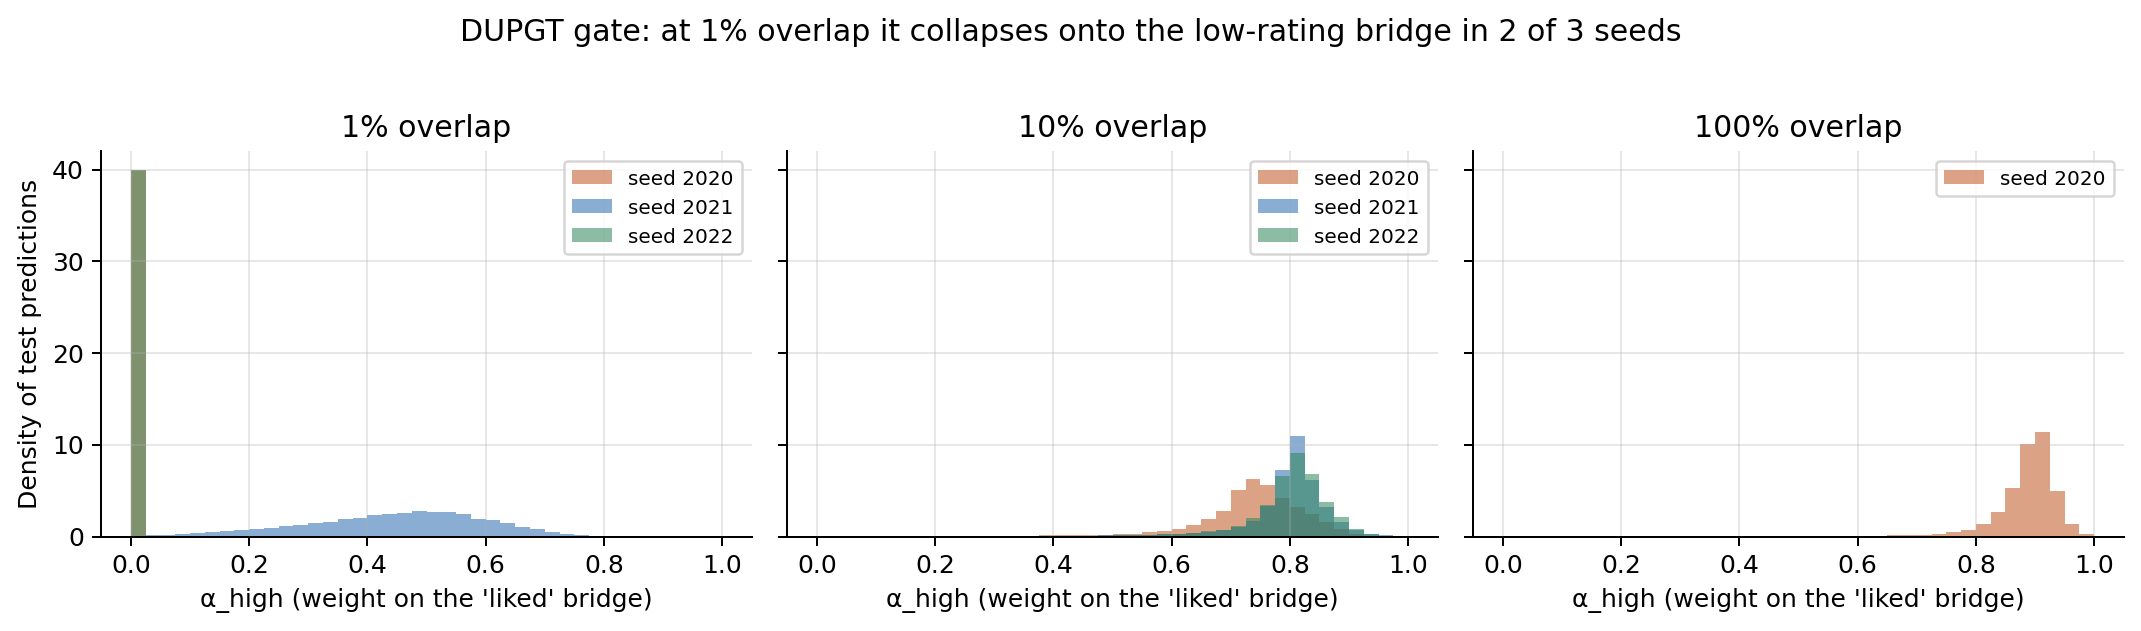 DUPGT gate: at 1% overlap it collapses onto the low-rating bridge in 2 of 3 seeds
1% overlap
40
30
20
10
0
Density of test predictions
seed 2020
seed 2021
seed 2022
0.0 0.2 0.4 0.6 0.8 1.0
α_high (weight on the 'liked' bridge)
10% overlap
seed 2020
seed 2021
seed 2022
0.0 0.2 0.4 0.6 0.8 1.0
α_high (weight on the 'liked' bridge)
100% overlap
seed 2020
0.0 0.2 0.4 0.6 0.8 1.0
α_high (weight on the 'liked' bridge)